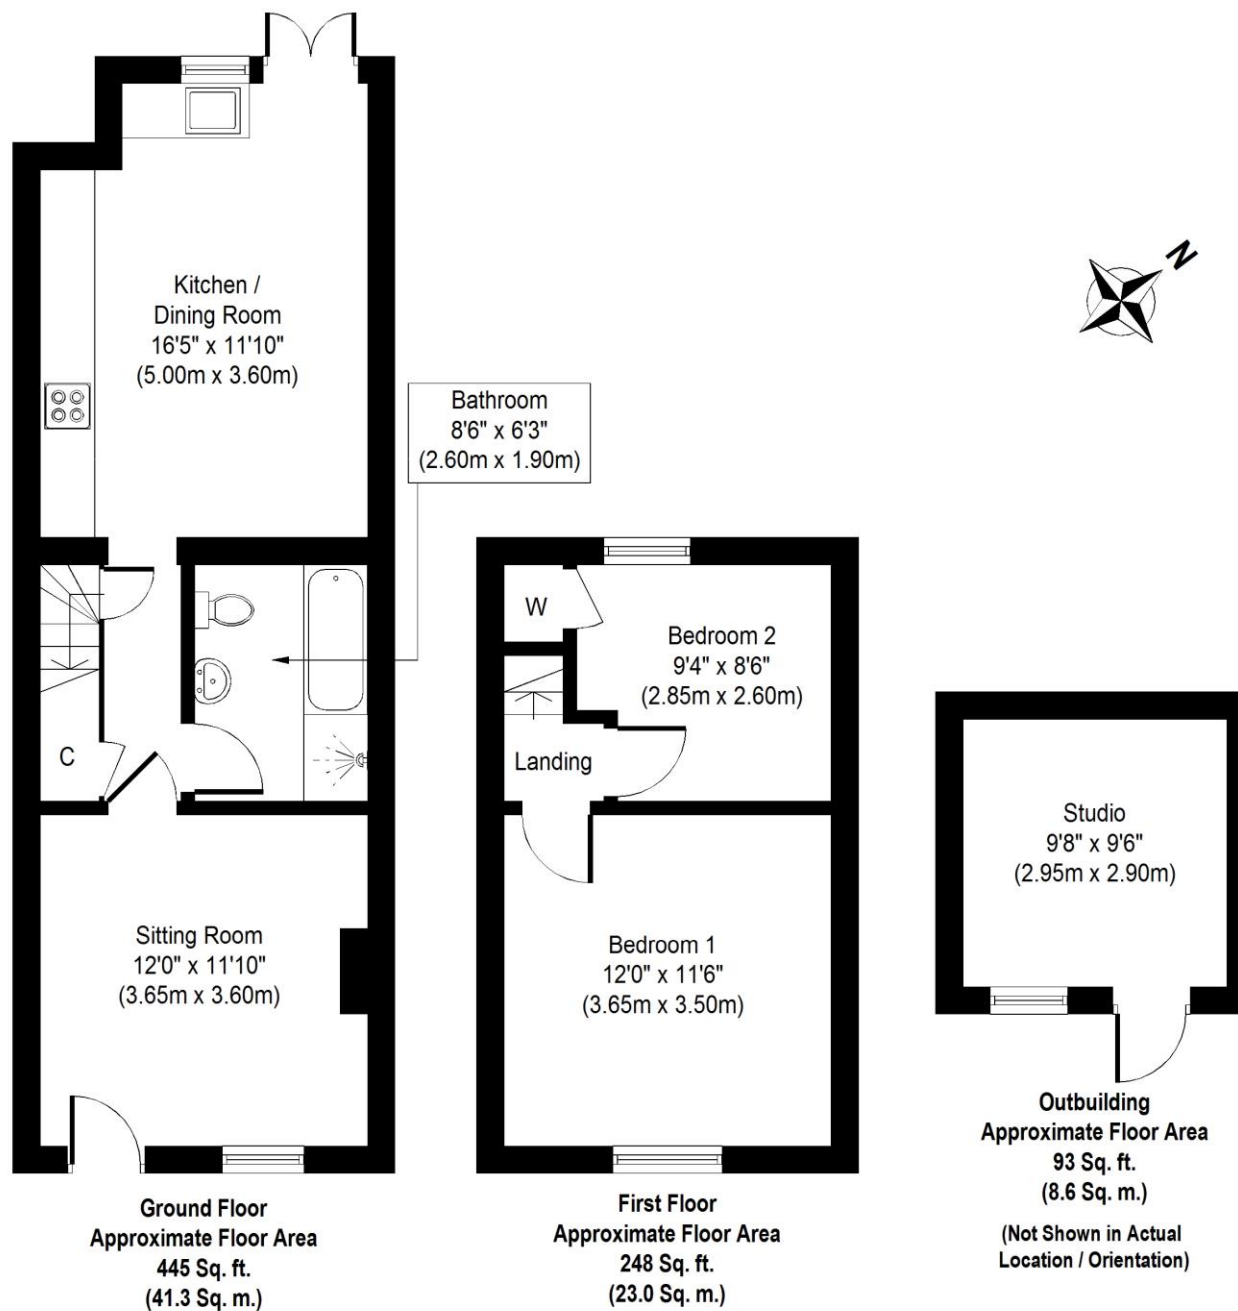 N
Kitchen /
Dining Room
16'5" x 11'10"
(5.00m x 3.60m)
Bathroom
8'6" x 6'3"
(2.60m x 1.90m)
C
Sitting Room
12'0" x 11'10"
(3.65m x 3.60m)
Ground Floor
Approximate Floor Area
445 Sq. ft.
(41.3 Sq. m.)
W
Bedroom 2
9'4" x 8'6"
(2.85m x 2.60m)
Landing
Bedroom 1
12'0" x 11'6"
(3.65m x 3.50m)
First Floor
Approximate Floor Area
248 Sq. ft.
(23.0 Sq. m.)
Studio
9'8" x 9'6"
(2.95m x 2.90m)
Outbuilding
Approximate Floor Area
93 Sq. ft.
(8.6 Sq. m.)
(Not Shown in Actual
Location / Orientation)